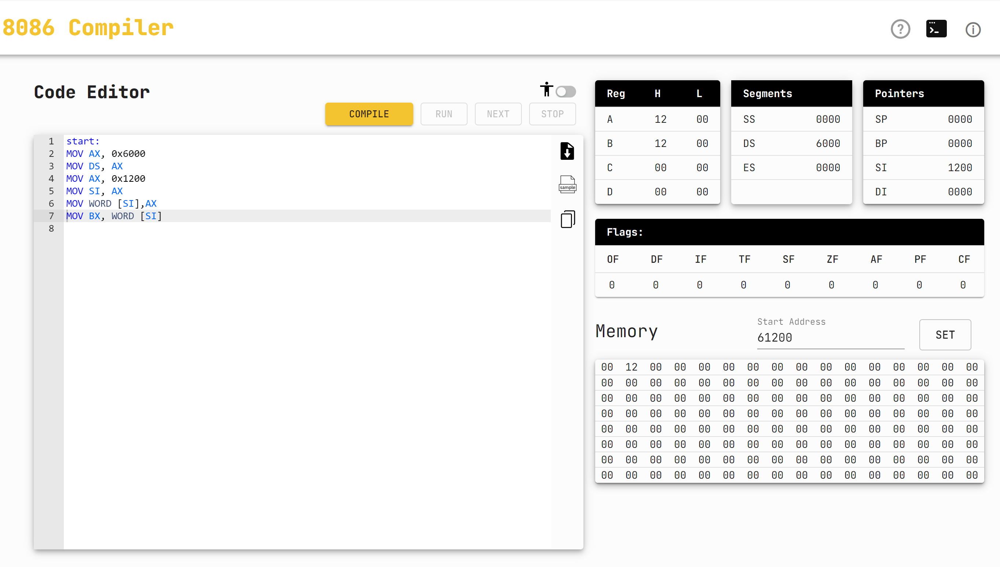 8086 Compiler
Code Editor
COMPILE RUN NEXT STOP
1 start:
2 MOV AX, 0x6000
3 MOV DS, AX
4 MOV AX, 0x1200
5 MOV SI, AX
6 MOV WORD [SI],AX
7 MOV BX, WORD [SI]
8
sample
Reg H L
A 12 00
B 12 00
C 00 00
D 00 00
Segments
SS 0000
DS 6000
ES 0000
Pointers
SP 0000
BP 0000
SI 1200
DI 0000
Flags:
OF DF IF TF SF ZF AF PF CF
0 0 0 0 0 0 0 0 0
Memory
Start Address
61200
SET
00 12 00 00 00 00 00 00 00 00 00 00 00 00 00 00
00 00 00 00 00 00 00 00 00 00 00 00 00 00 00 00
00 00 00 00 00 00 00 00 00 00 00 00 00 00 00 00
00 00 00 00 00 00 00 00 00 00 00 00 00 00 00 00
00 00 00 00 00 00 00 00 00 00 00 00 00 00 00 00
00 00 00 00 00 00 00 00 00 00 00 00 00 00 00 00
00 00 00 00 00 00 00 00 00 00 00 00 00 00 00 00
00 00 00 00 00 00 00 00 00 00 00 00 00 00 00 00